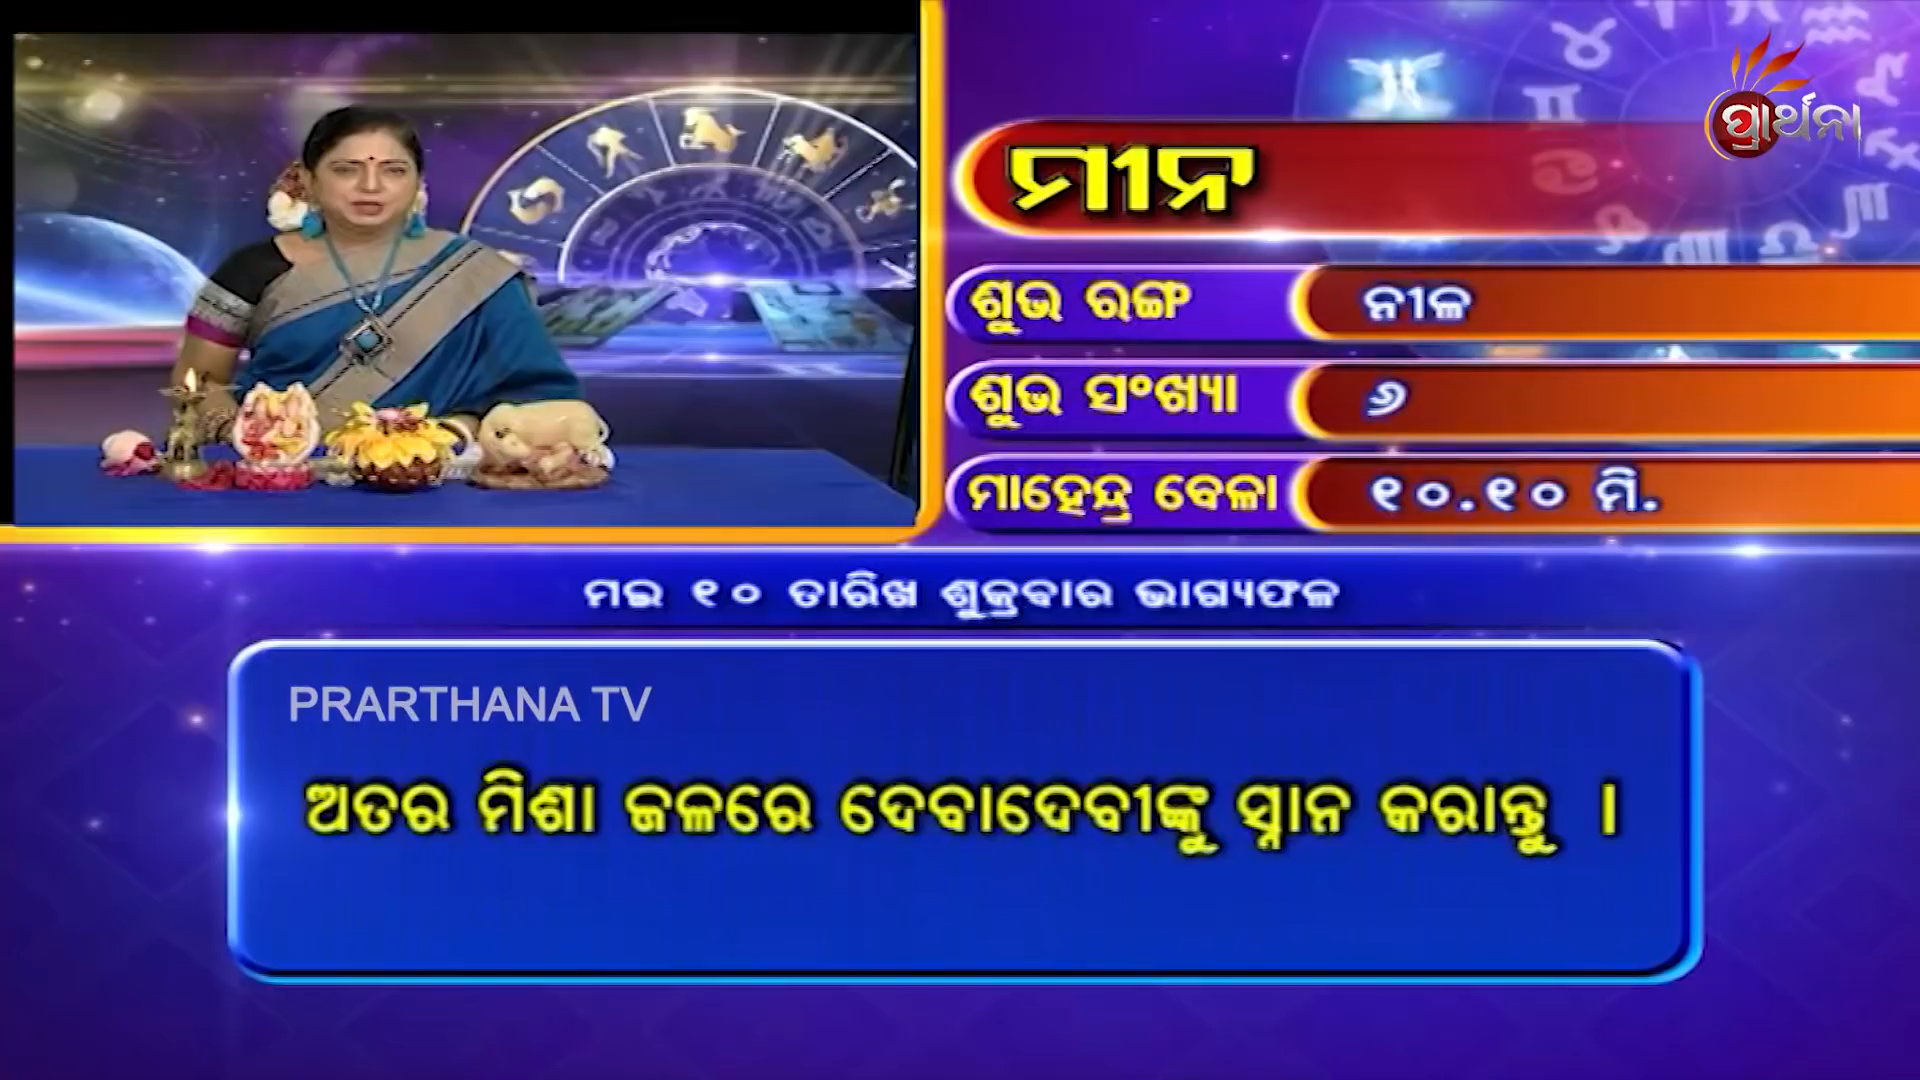 ପ୍ରାର୍ଥନା
ମୀନ
ଶୁଭ ରଙ୍ଗ ନୀଳ
ଶୁଭ ସଂଖ୍ୟା ୬
ମାହେନ୍ଦ୍ର ବେଳା ୧୦.୧୦ ମି.
ମଇ ୧୦ ତାରିଖ ଶୁକ୍ରବାର ଭାଗ୍ୟଫଳ
PRARTHANA TV
ଅତର ମିଶା ଜଳରେ ଦେବାଦେବୀଙ୍କୁ ସ୍ନାନ କରାନ୍ତୁ ।